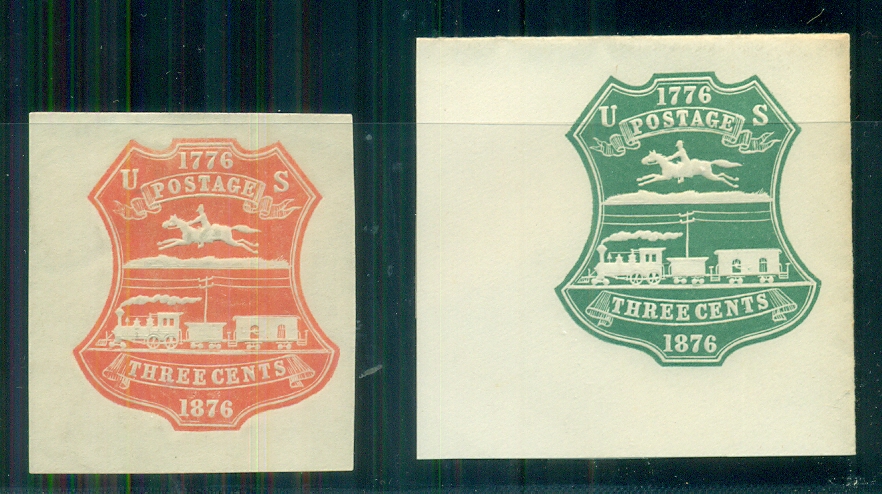 1776
U S
POSTAGE
THREE CENTS
1876
1776
U S
POSTAGE
THREE CENTS
1876